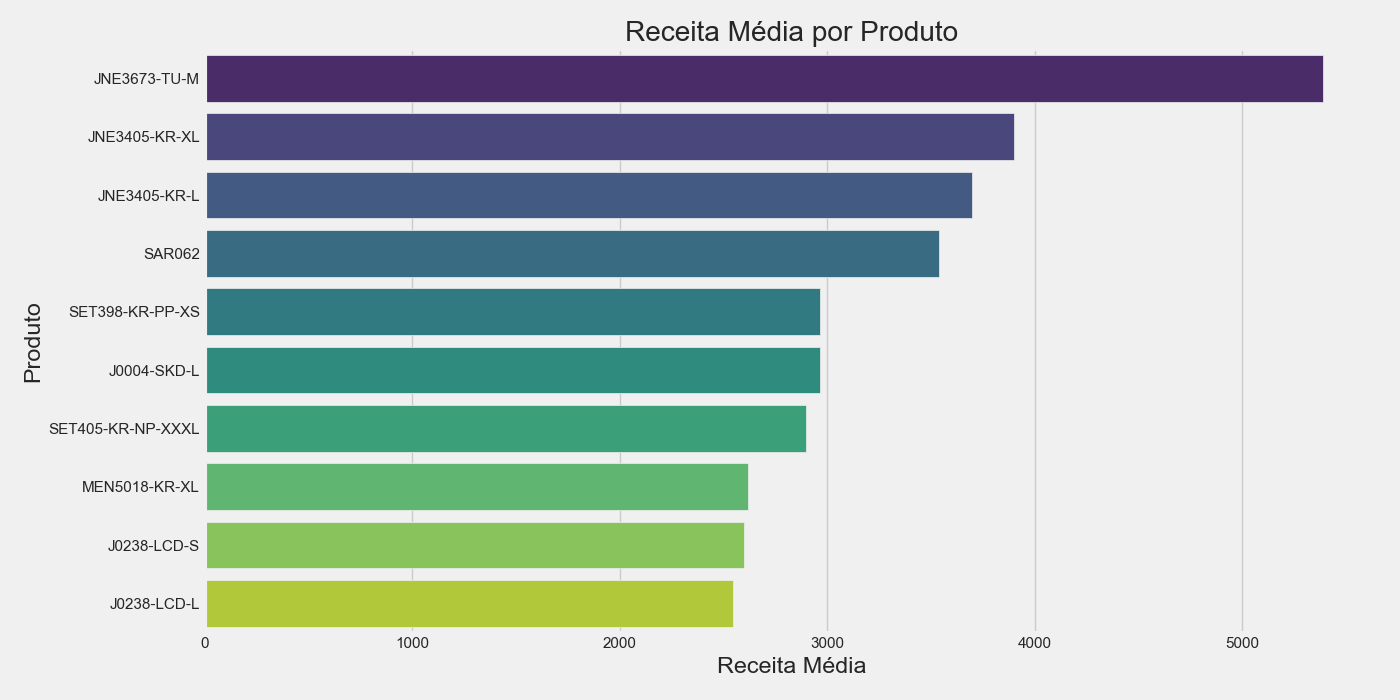 Receita Média por Produto
Produto
JNE3673-TU-M
JNE3405-KR-XL
JNE3405-KR-L
SAR062
SET398-KR-PP-XS
J0004-SKD-L
SET405-KR-NP-XXXL
MEN5018-KR-XL
J0238-LCD-S
J0238-LCD-L
0 1000 2000 3000 4000 5000
Receita Média